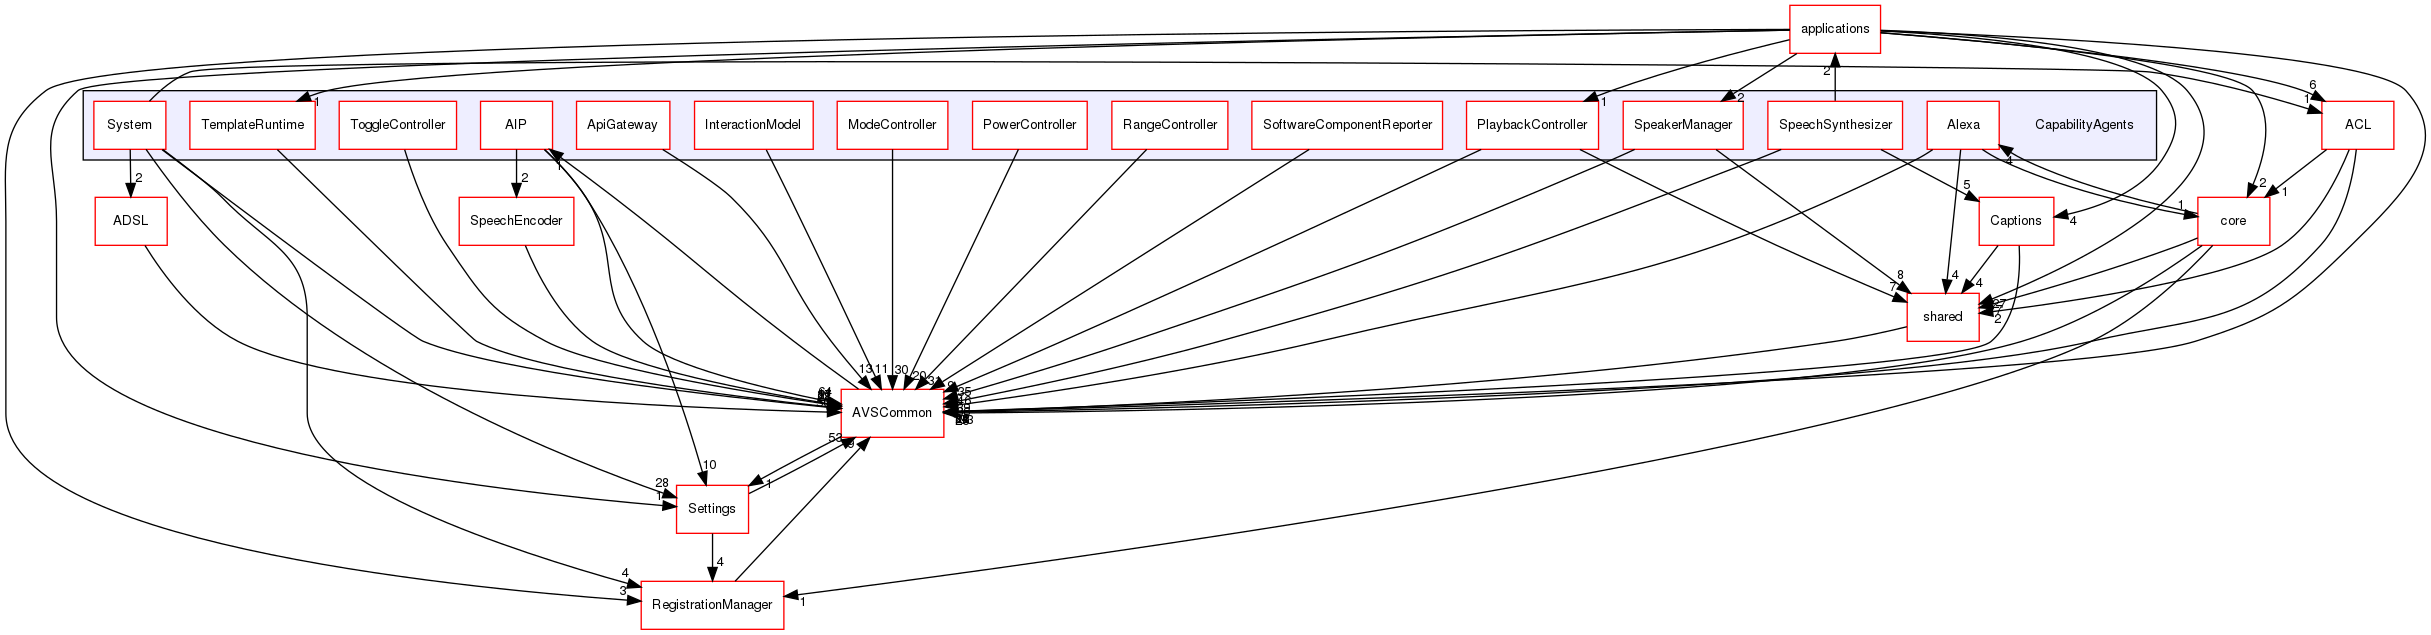 applications
2
6
1
1
2
1
System
TemplateRuntime
ToggleController
AIP
ApiGateway
InteractionModel
ModeController
PowerController
RangeController
SoftwareComponentReporter
PlaybackController
SpeakerManager
SpeechSynthesizer
Alexa
CapabilityAgents
ACL
1
4
2
2
5
2
1
1
ADSL
SpeechEncoder
Captions
4
core
8
7
4
4
27
2
shared
13
11
30
20
AVSCommon
53
9
10
28
1
1
Settings
4
4
3
RegistrationManager
1